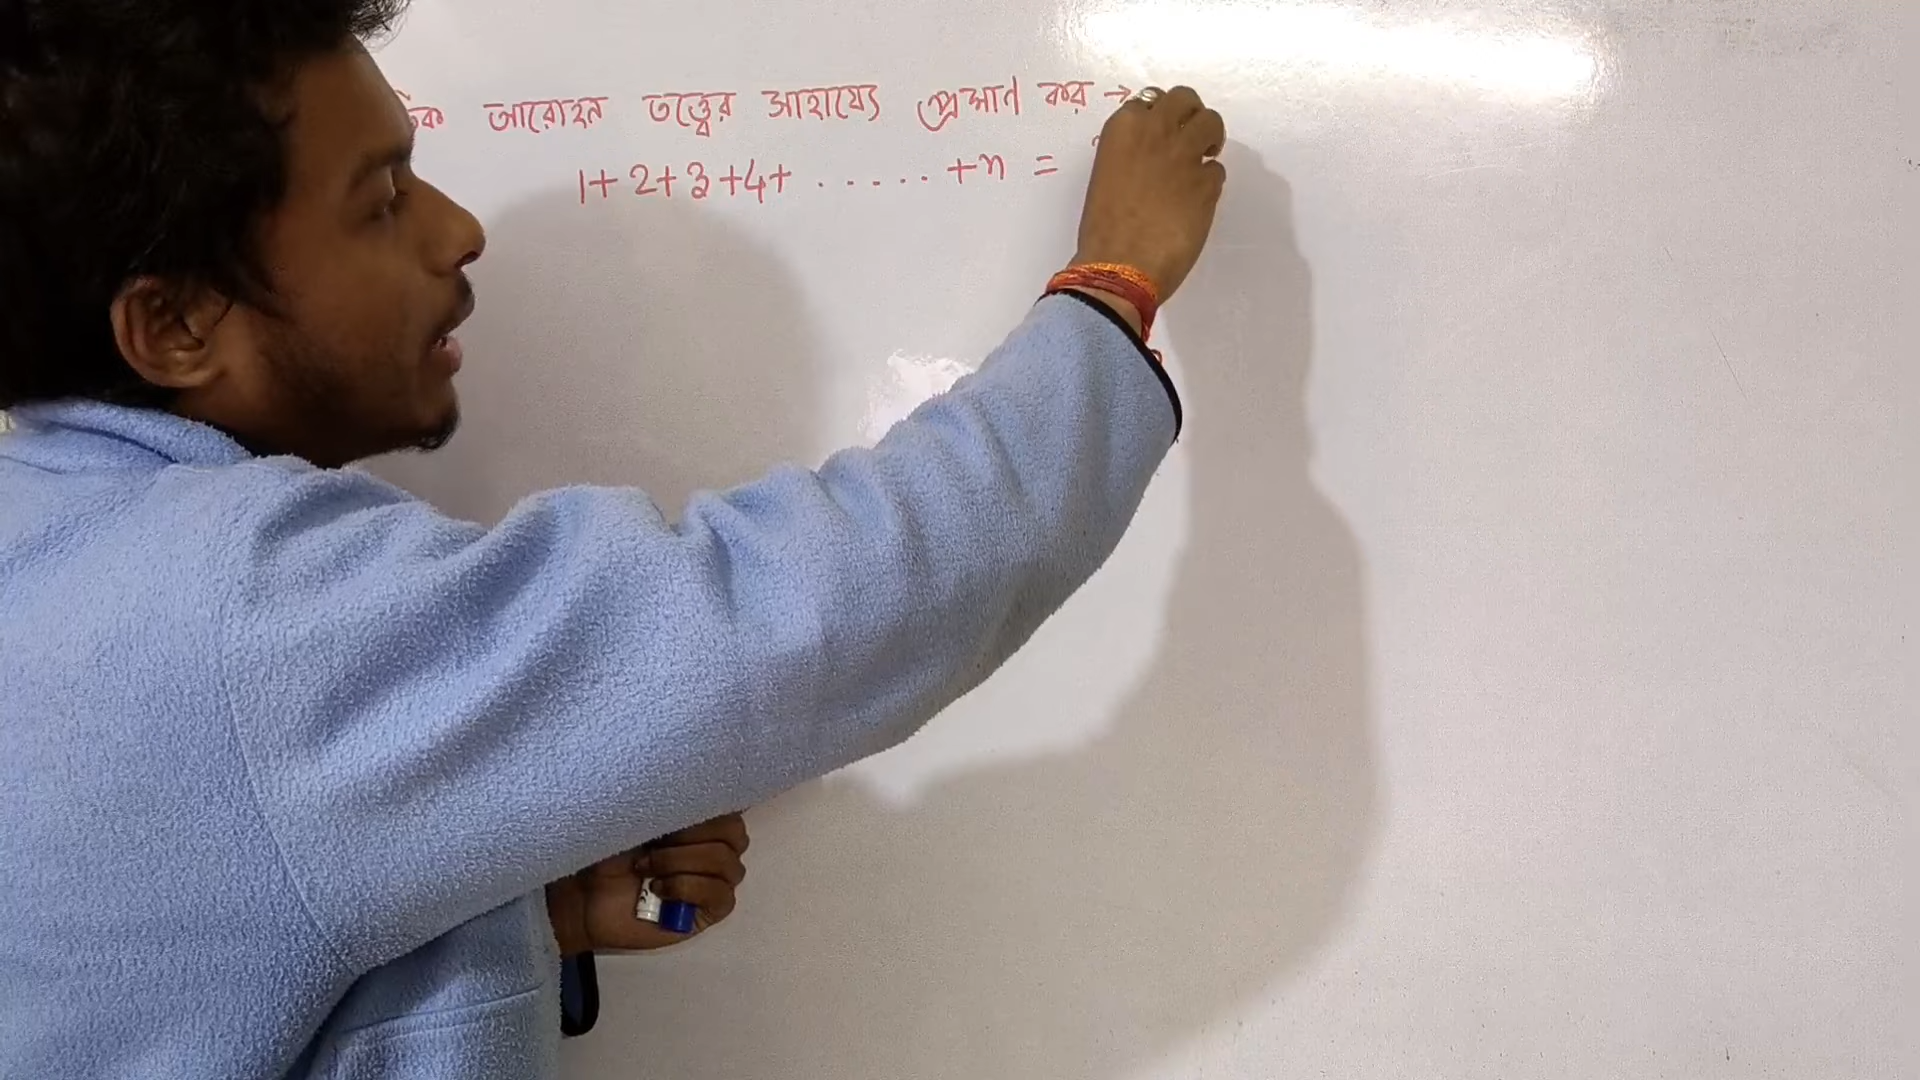 আরোহন তত্ত্বের সাহায্যে প্রমাণ কর →
1+2+3+4+ ..... +n =